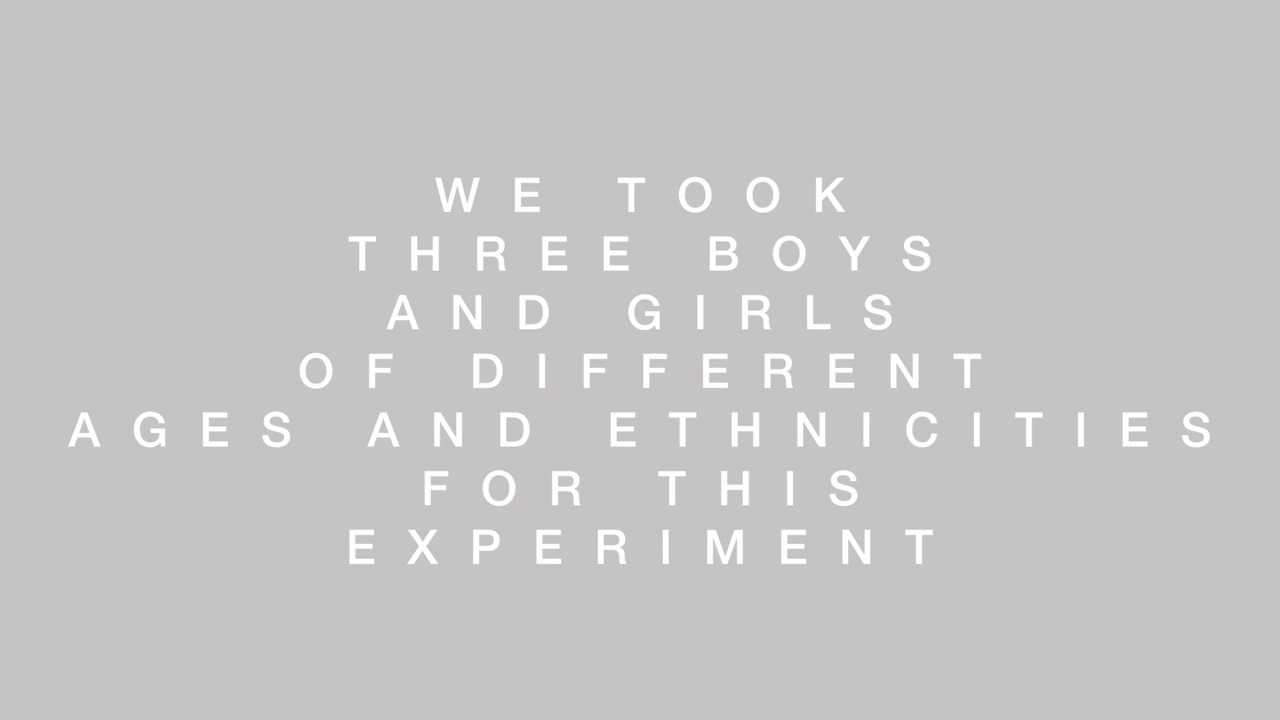 WE TOOK
THREE BOYS
AND GIRLS
OF DIFFERENT
AGES AND ETHNICITIES
FOR THIS
EXPERIMENT